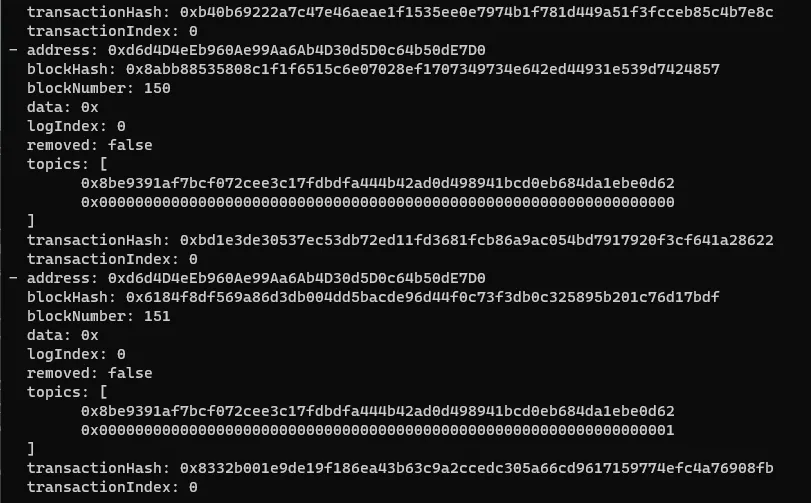 transactionHash: 0xb40b69222a7c47e46aeae1f1535ee0e7974b1f781d449a51f3fcceb85c4b7e8c
transactionIndex: 0
- address: 0xd6d4D4eEb960Ae99Aa6Ab4D30d5D0c64b50dE7D0
blockHash: 0x8abb88535808c1f1f6515c6e07028ef1707349734e642ed44931e539d7424857
blockNumber: 150
data: 0x
logIndex: 0
removed: false
topics: [
0x8be9391af7bcf072cee3c17fdbdfa444b42ad0d498941bcd0eb684da1ebe0d62
0x0000000000000000000000000000000000000000000000000000000000000000
]
transactionHash: 0xbd1e3de30537ec53db72ed11fd3681fcb86a9ac054bd7917920f3cf641a28622
transactionIndex: 0
- address: 0xd6d4D4eEb960Ae99Aa6Ab4D30d5D0c64b50dE7D0
blockHash: 0x6184f8df569a86d3db004dd5bacde96d44f0c73f3db0c325895b201c76d17bdf
blockNumber: 151
data: 0x
logIndex: 0
removed: false
topics: [
0x8be9391af7bcf072cee3c17fdbdfa444b42ad0d498941bcd0eb684da1ebe0d62
0x0000000000000000000000000000000000000000000000000000000000000001
]
transactionHash: 0x8332b001e9de19f186ea43b63c9a2ccedc305a66cd9617159774efc4a76908fb
transactionIndex: 0